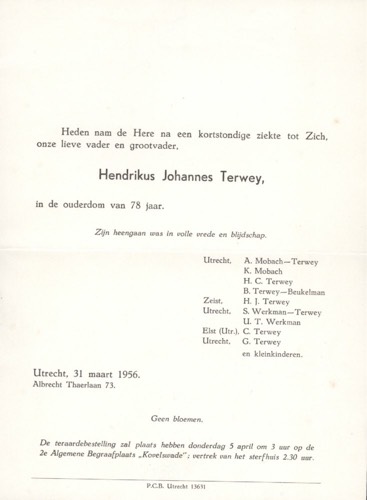 Heden nam de Here na een kortstondige ziekte tot Zich,
onze lieve vader en grootvader,
Hendrikus Johannes Terwey,
in de ouderdom van 78 jaar.
Zijn heengaan was in volle vrede en blijdschap.
Utrecht, A. Mobach—Terwey
K. Mobach
H. C. Terwey
B. Terwey—Beukelman
Zeist, H. J. Terwey
Utrecht, S. Werkman—Terwey
U. T. Werkman
Elst (Utr.), C. Terwey
Utrecht, G. Terwey
en kleinkinderen.
Utrecht, 31 maart 1956.
Albrecht Thaerlaan 73.
Geen bloemen.
De teraardebestelling zal plaats hebben donderdag 5 april om 3 uur op de
2e Algemene Begraafplaats „Kovelswade”; vertrek van het sterfhuis 2.30 uur.
P.C.B. Utrecht 13691